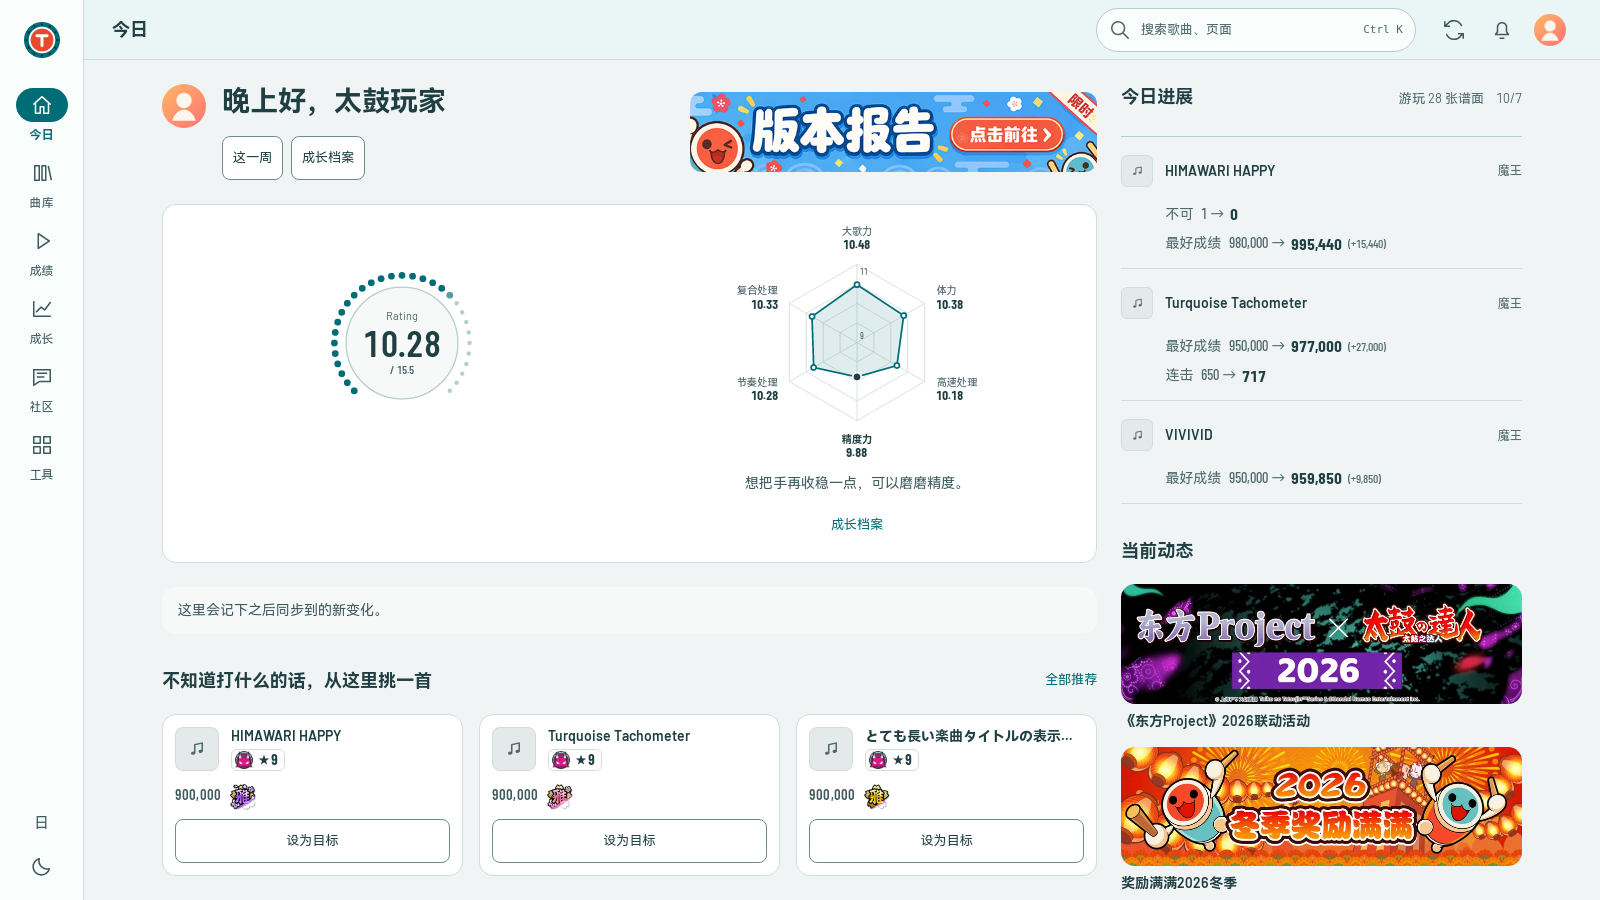 T
今日
曲库
成绩
成长
社区
工具
日
今日
搜索歌曲、页面
Ctrl K
晚上好，太鼓玩家
这一周
成长档案
版本报告
点击前往
限时
Rating
10.28
/ 15.5
大歌力
10.48
11
9
复合处理
10.33
体力
10.38
节奏处理
10.28
高速处理
10.18
精度力
9.88
想把手再收稳一点，可以磨磨精度。
成长档案
这里会记下之后同步到的新变化。
不知道打什么的话，从这里挑一首
全部推荐
HIMAWARI HAPPY
★9
900,000
雅
设为目标
Turquoise Tachometer
★9
900,000
雅
设为目标
とても長い楽曲タイトルの表示...
★9
900,000
雅
设为目标
今日进展
游玩 28 张谱面 10/7
HIMAWARI HAPPY
魔王
不可 1 → 0
最好成绩 980,000 → 995,440 (+15,440)
Turquoise Tachometer
魔王
最好成绩 950,000 → 977,000 (+27,000)
连击 650 → 717
VIVIVID
魔王
最好成绩 950,000 → 959,850 (+9,850)
当前动态
东方Project × 太鼓の達人
太鼓之达人
2026
《东方Project》2026联动活动
2026
冬季奖励满满
奖励满满2026冬季